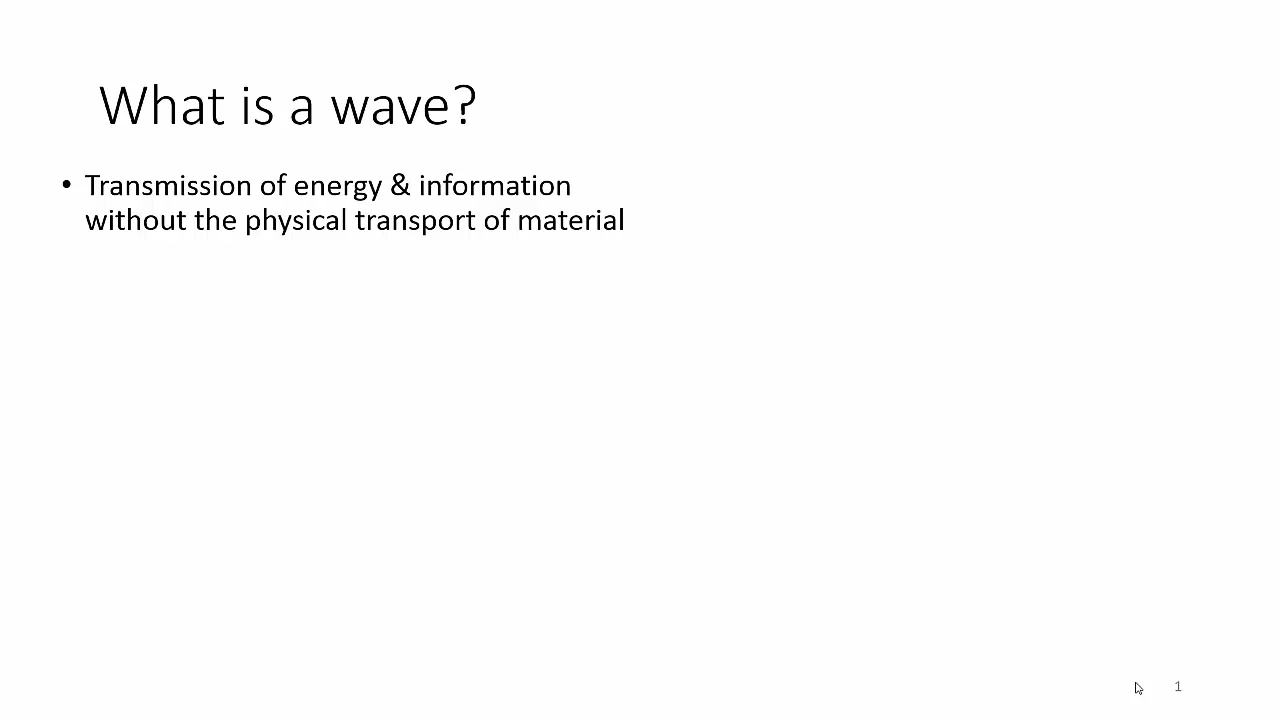 What is a wave?
• Transmission of energy & information
without the physical transport of material
1